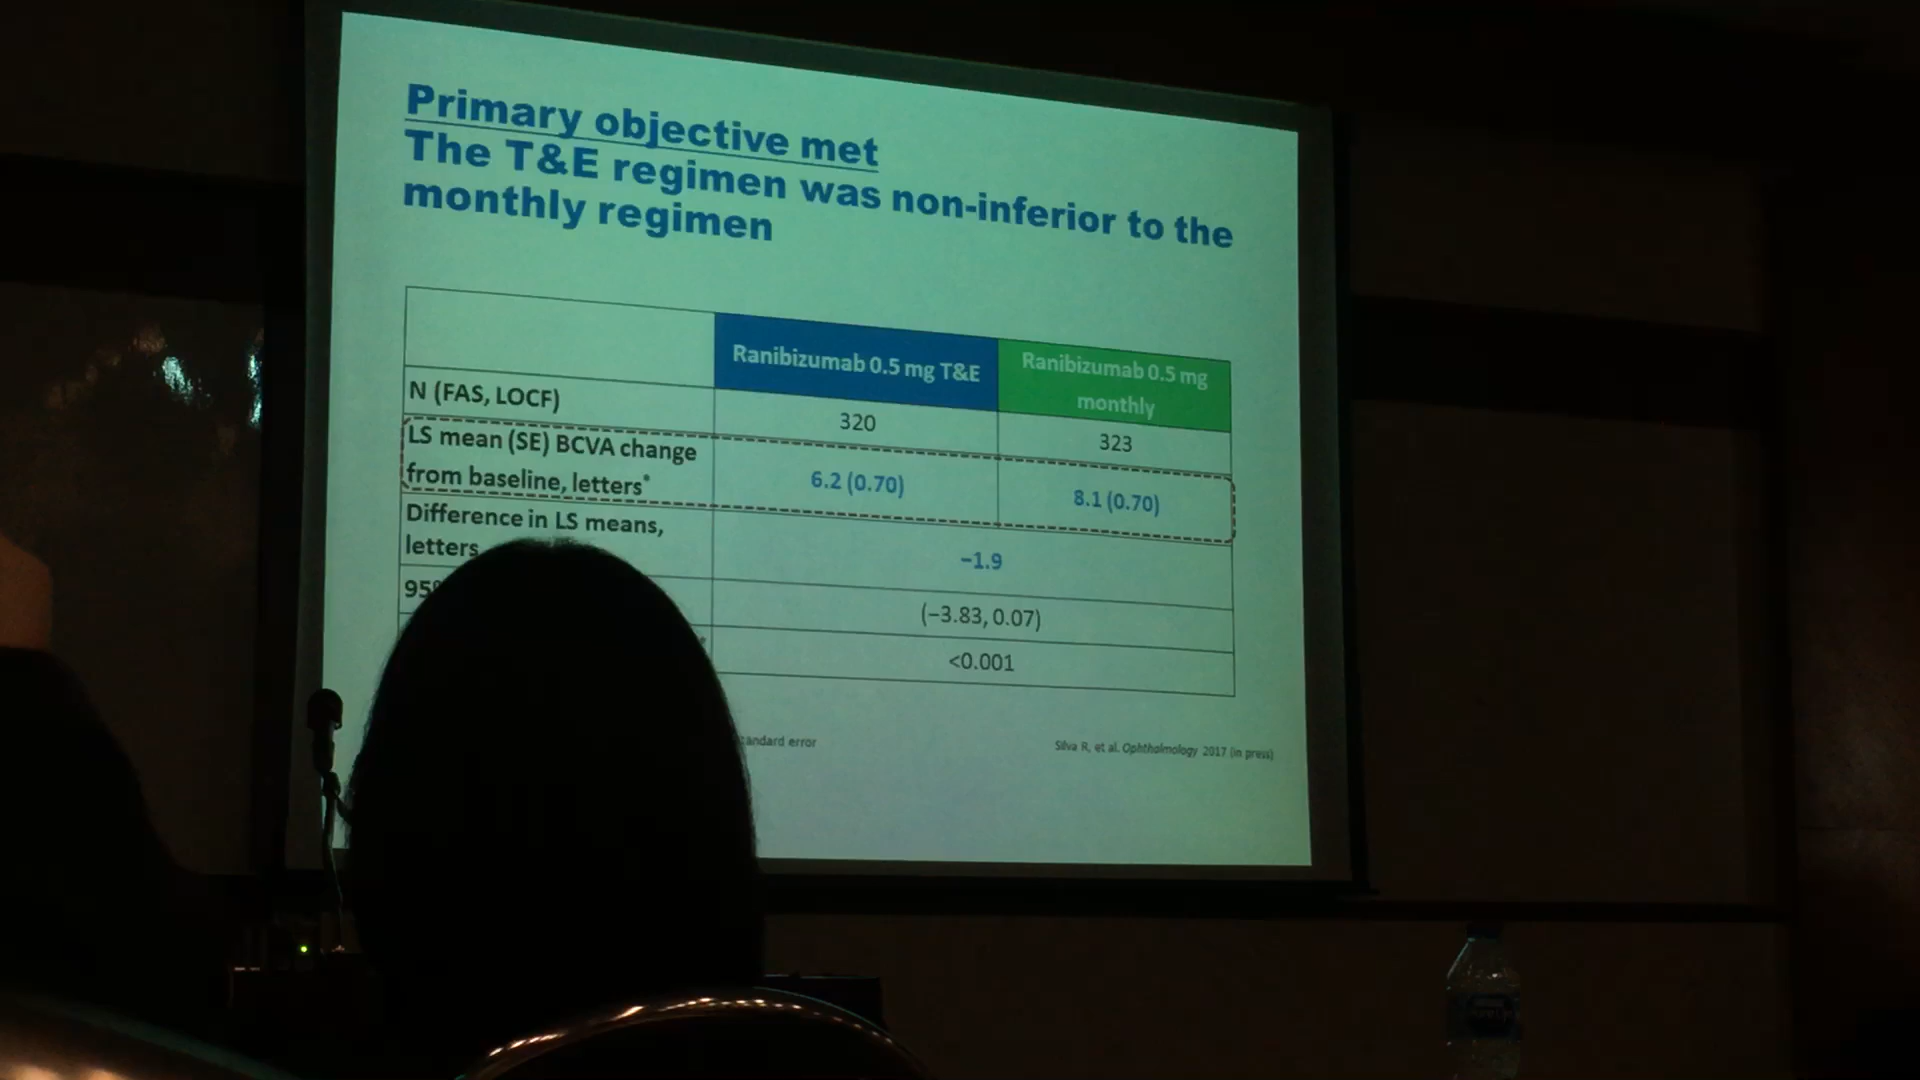 Primary objective met
The T&E regimen was non-inferior to the
monthly regimen
Ranibizumab 0.5 mg T&E
Ranibizumab 0.5 mg
monthly
N (FAS, LOCF)
320
323
LS mean (SE) BCVA change
from baseline, letters*
6.2 (0.70)
8.1 (0.70)
Difference in LS means,
letters
−1.9
95%
(−3.83, 0.07)
<0.001
standard error
Silva R, et al. Ophthalmology 2017 (in press)